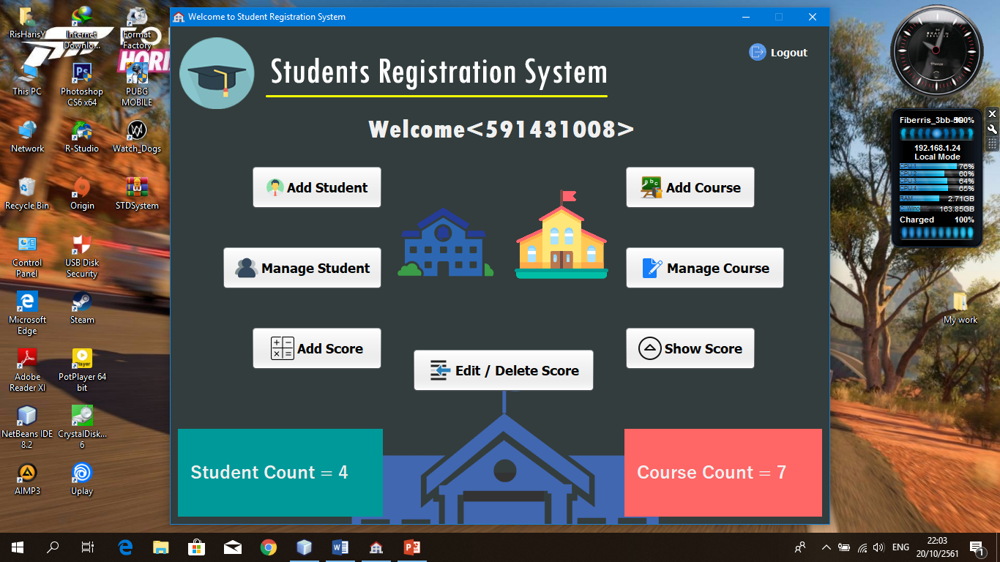 Welcome to Student Registration System
Students Registration System
Logout
Welcome<591431008>
Add Student
Add Course
Manage Student
Manage Course
Add Score
Show Score
Edit / Delete Score
Student Count = 4
Course Count = 7
RisHarisY
Internet
Downlo...
Format
Factory
HORI
This PC
Photoshop
CS6 x64
PUBG
MOBILE
Network
R-Studio
Watch_Dogs
Recycle Bin
Origin
STDSystem
Control
Panel
USB Disk
Security
Microsoft
Edge
Steam
Adobe
Reader XI
PotPlayer 64
bit
NetBeans IDE
8.2
CrystalDisk...
6
AIMP3
Uplay
Fiberris_3bb-
100%
192.168.1.24
Local Mode
CPU 1 76%
CPU 2 60%
CPU 3 64%
CPU 4 65%
RAM 2.71GB
163.85GB
Charged 100%
My work
ENG
22:03
20/10/2561
1